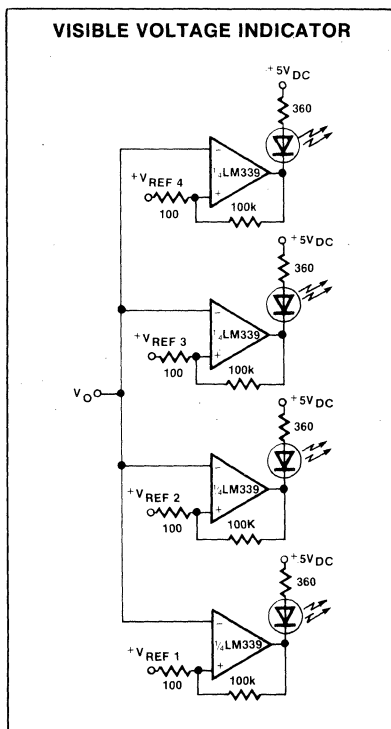 VISIBLE VOLTAGE INDICATOR
+5VDC
360
−
¼LM339
+
+VREF 4
100
100k
+5VDC
360
−
¼LM339
+
+VREF 3
100
100k
VO
+5VDC
360
−
¼LM339
+
+VREF 2
100
100K
+5VDC
360
−
¼LM339
+
+VREF 1
100
100k